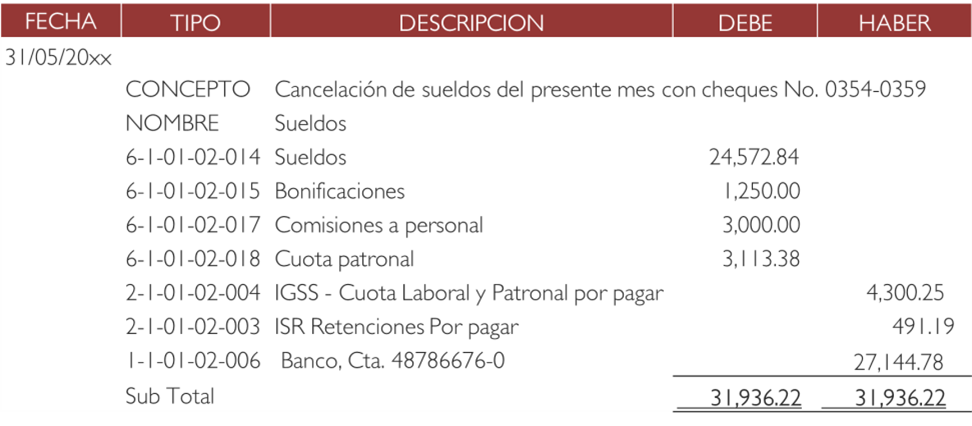 FECHA TIPO DESCRIPCION DEBE HABER
31/05/20xx
CONCEPTO Cancelación de sueldos del presente mes con cheques No. 0354-0359
NOMBRE Sueldos
6-1-01-02-014 Sueldos 24,572.84
6-1-01-02-015 Bonificaciones 1,250.00
6-1-01-02-017 Comisiones a personal 3,000.00
6-1-01-02-018 Cuota patronal 3,113.38
2-1-01-02-004 IGSS - Cuota Laboral y Patronal por pagar 4,300.25
2-1-01-02-003 ISR Retenciones Por pagar 491.19
1-1-01-02-006 Banco, Cta. 48786676-0 27,144.78
Sub Total 31,936.22 31,936.22